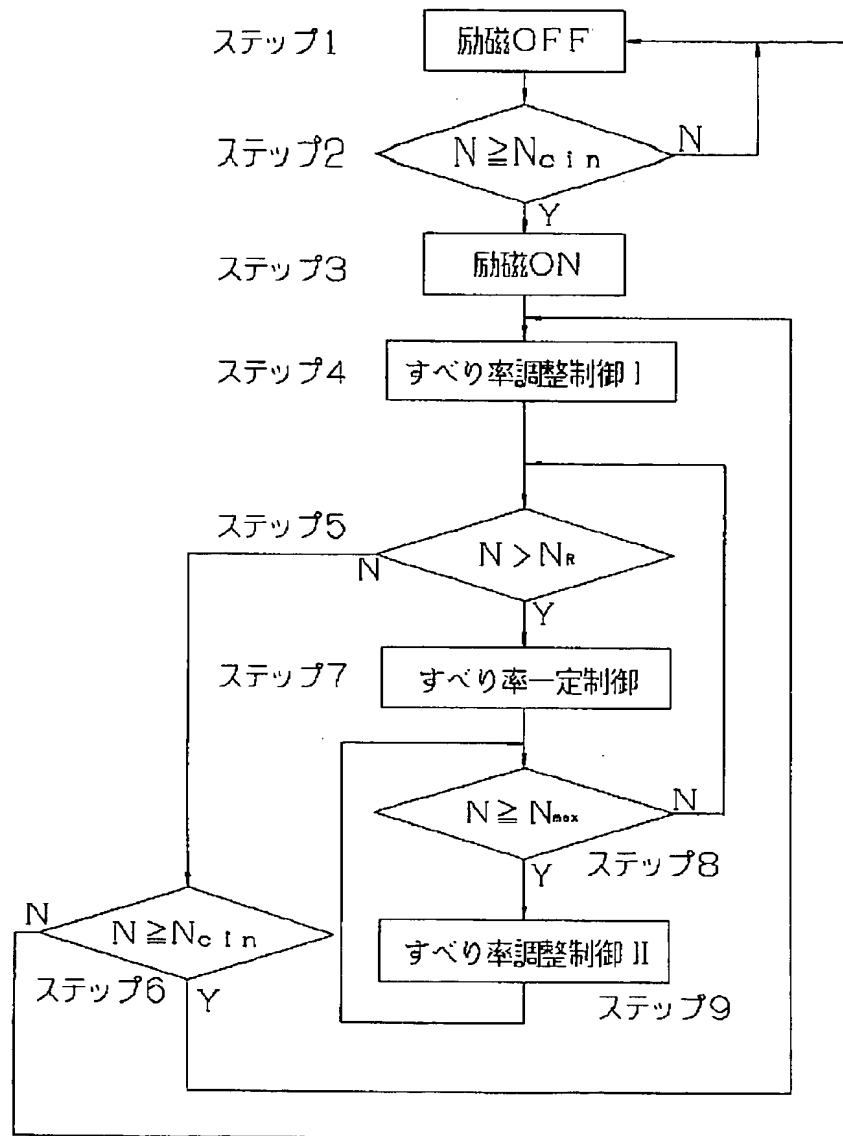 ステップ1
励磁OFF
ステップ2
N≧Ncin
N
Y
ステップ3
励磁ON
ステップ4
すべり率調整制御 I
ステップ5
N>NR
N
Y
ステップ7
すべり率一定制御
N≧Nmax
N
ステップ8
Y
N
N≧Ncin
すべり率調整制御 II
ステップ6
Y
ステップ9